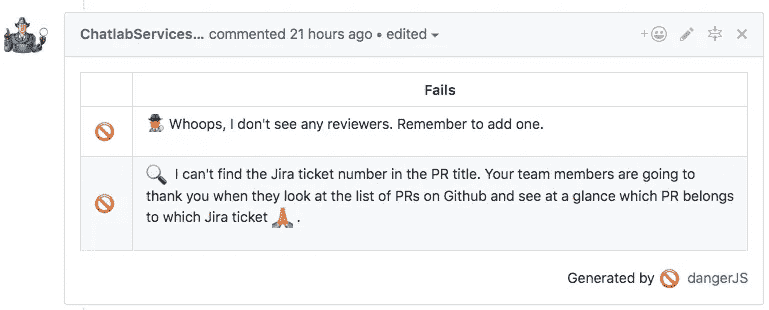 ChatlabServices... commented 21 hours ago • edited
Fails
Whoops, I don't see any reviewers. Remember to add one.
I can't find the Jira ticket number in the PR title. Your team members are going to
thank you when they look at the list of PRs on Github and see at a glance which PR belongs
to which Jira ticket 🙏 .
Generated by 🚫 dangerJS